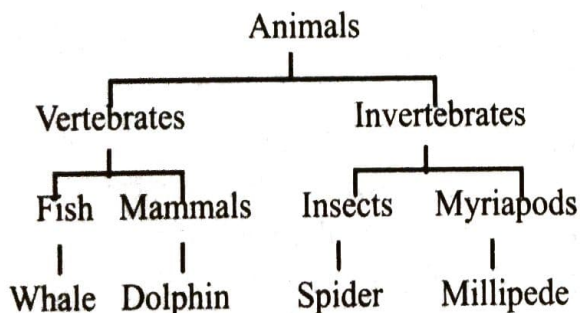 Animals
Vertebrates Invertebrates
Fish Mammals Insects Myriapods
Whale Dolphin Spider Millipede